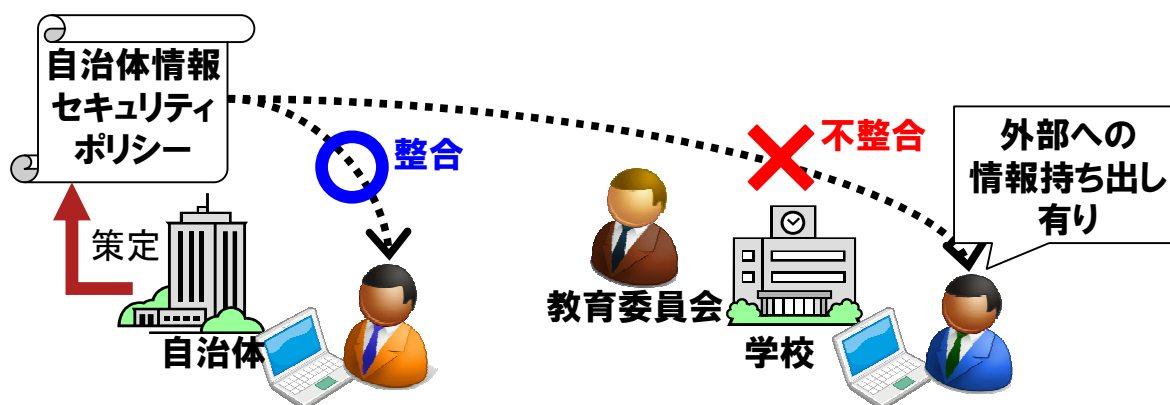 自治体情報
セキュリティ
ポリシー
整合
不整合
外部への
情報持ち出し
有り
策定
自治体
教育委員会
学校